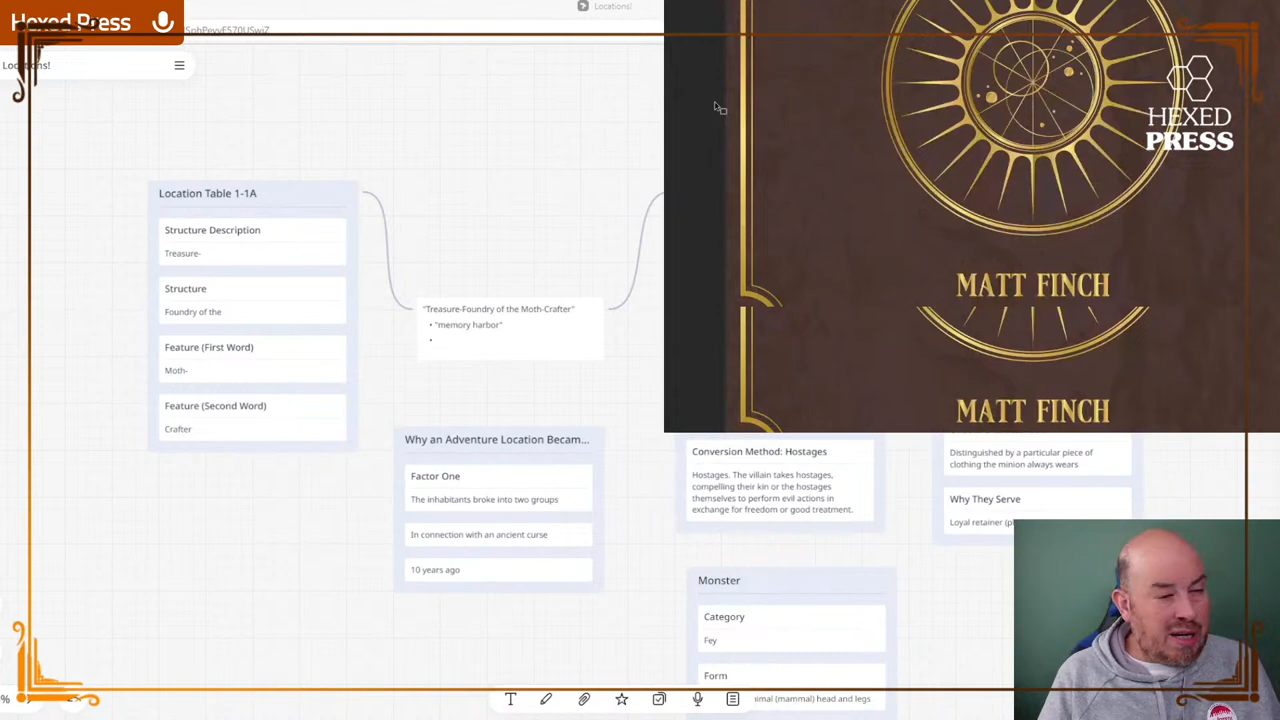 Hexed Press
Locations!
SphPeyvE570USwiZ
Locations!
HEXED
PRESS
MATT FINCH
MATT FINCH
Location Table 1-1A
Structure Description
Treasure-
Structure
Foundry of the
Feature (First Word)
Moth-
Feature (Second Word)
Crafter
"Treasure-Foundry of the Moth-Crafter"
• "memory harbor"
•
Why an Adventure Location Becam...
Factor One
The inhabitants broke into two groups
In connection with an ancient curse
10 years ago
Conversion Method: Hostages
Hostages. The villain takes hostages,
compelling their kin or the hostages
themselves to perform evil actions in
exchange for freedom or good treatment.
Distinguished by a particular piece of
clothing the minion always wears
Why They Serve
Loyal retainer
Monster
Category
Fey
Form
(mammal) head and legs